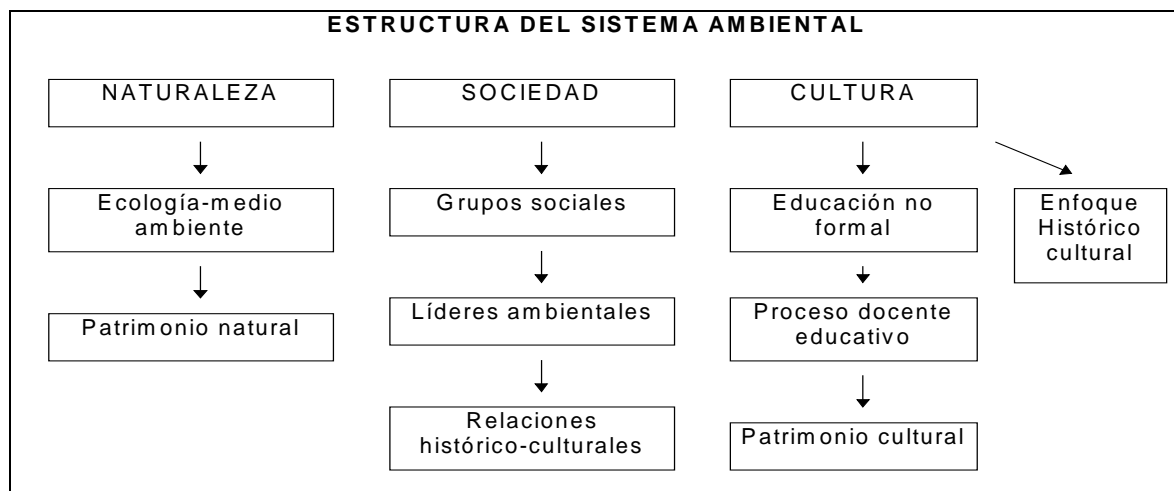 ESTRUCTURA DEL SISTEMA AMBIENTAL
NATURALEZA
SOCIEDAD
CULTURA
Ecología-medio
ambiente
Grupos sociales
Educación no
formal
Enfoque
Histórico
cultural
Patrimonio natural
Líderes ambientales
Proceso docente
educativo
Relaciones
histórico-culturales
Patrimonio cultural